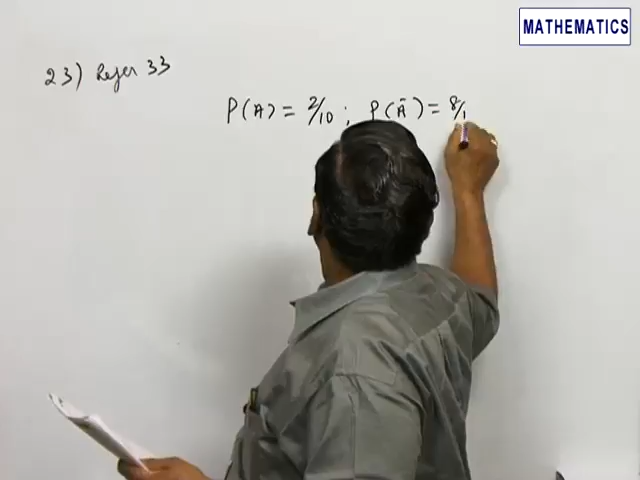 MATHEMATICS
23) Refer 33
P(A) = 2/10 ; P(Ā) = 8/1